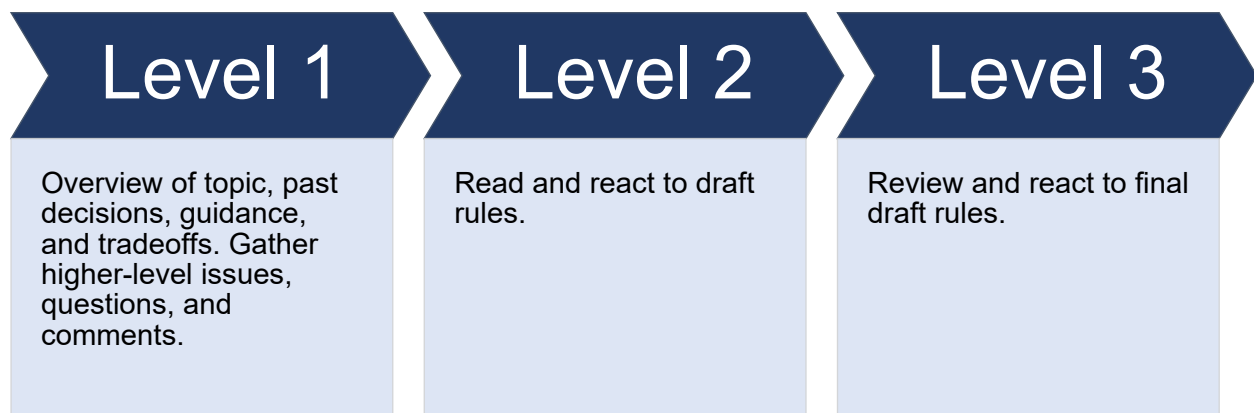 Level 1
Overview of topic, past
decisions, guidance,
and tradeoffs. Gather
higher-level issues,
questions, and
comments.
Level 2
Read and react to draft
rules.
Level 3
Review and react to final
draft rules.